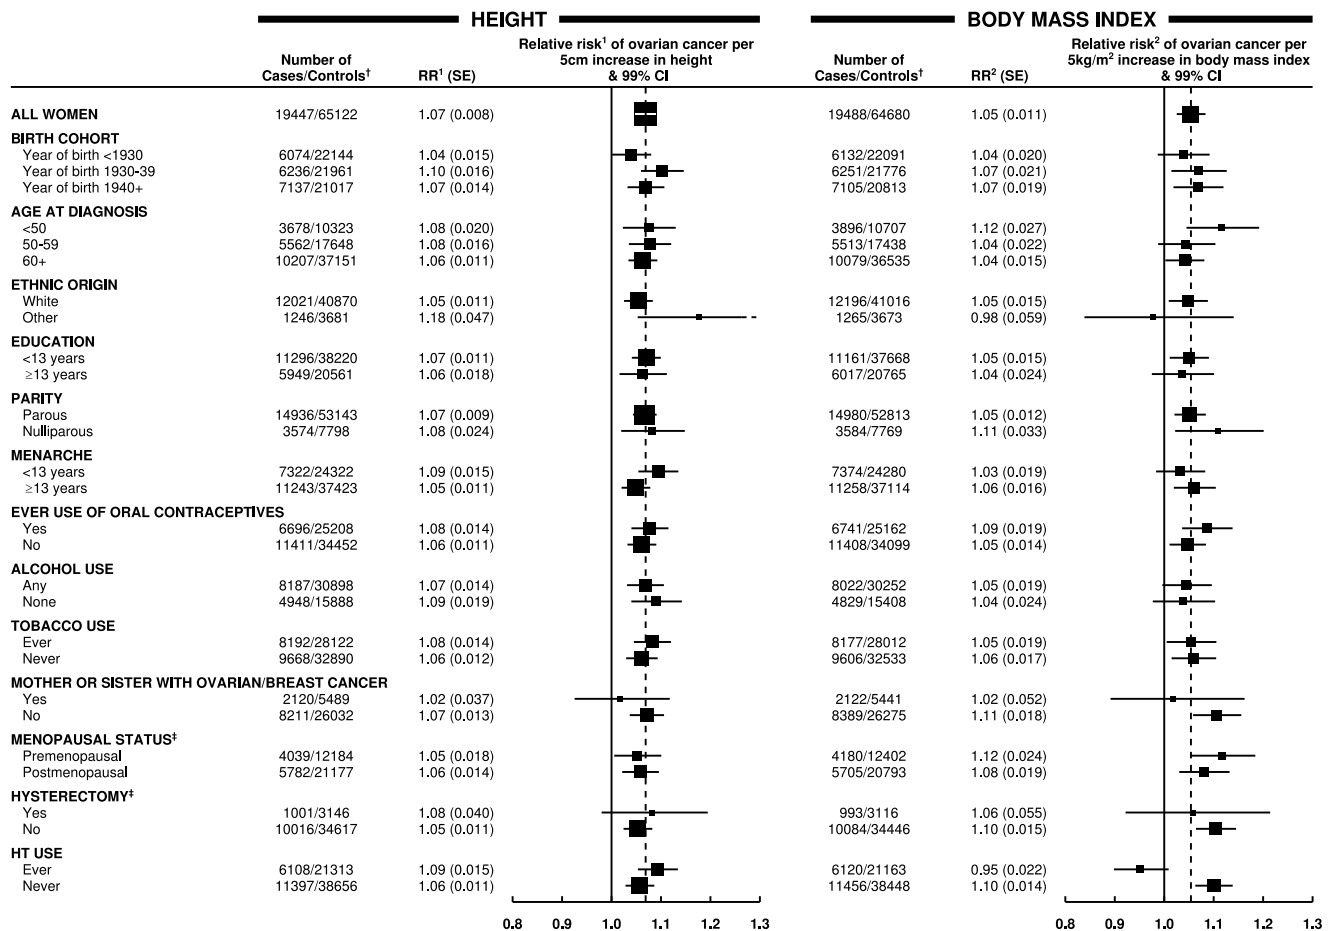 HEIGHT BODY MASS INDEX
Relative risk¹ of ovarian cancer per Relative risk² of ovarian cancer per
Number of 5cm increase in height Number of 5kg/m² increase in body mass index
Cases/Controls† RR¹ (SE) & 99% CI Cases/Controls† RR² (SE) & 99% CI
ALL WOMEN 19447/65122 1.07 (0.008) 19488/64680 1.05 (0.011)
BIRTH COHORT
Year of birth <1930 6074/22144 1.04 (0.015) 6132/22091 1.04 (0.020)
Year of birth 1930-39 6236/21961 1.10 (0.016) 6251/21776 1.07 (0.021)
Year of birth 1940+ 7137/21017 1.07 (0.014) 7105/20813 1.07 (0.019)
AGE AT DIAGNOSIS
<50 3678/10323 1.08 (0.020) 3896/10707 1.12 (0.027)
50-59 5562/17648 1.08 (0.016) 5513/17438 1.04 (0.022)
60+ 10207/37151 1.06 (0.011) 10079/36535 1.04 (0.015)
ETHNIC ORIGIN
White 12021/40870 1.05 (0.011) 12196/41016 1.05 (0.015)
Other 1246/3681 1.18 (0.047) 1265/3673 0.98 (0.059)
EDUCATION
<13 years 11296/38220 1.07 (0.011) 11161/37668 1.05 (0.015)
≥13 years 5949/20561 1.06 (0.018) 6017/20765 1.04 (0.024)
PARITY
Parous 14936/53143 1.07 (0.009) 14980/52813 1.05 (0.012)
Nulliparous 3574/7798 1.08 (0.024) 3584/7769 1.11 (0.033)
MENARCHE
<13 years 7322/24322 1.09 (0.015) 7374/24280 1.03 (0.019)
≥13 years 11243/37423 1.05 (0.011) 11258/37114 1.06 (0.016)
EVER USE OF ORAL CONTRACEPTIVES
Yes 6696/25208 1.08 (0.014) 6741/25162 1.09 (0.019)
No 11411/34452 1.06 (0.011) 11408/34099 1.05 (0.014)
ALCOHOL USE
Any 8187/30898 1.07 (0.014) 8022/30252 1.05 (0.019)
None 4948/15888 1.09 (0.019) 4829/15408 1.04 (0.024)
TOBACCO USE
Ever 8192/28122 1.08 (0.014) 8177/28012 1.05 (0.019)
Never 9668/32890 1.06 (0.012) 9606/32533 1.06 (0.017)
MOTHER OR SISTER WITH OVARIAN/BREAST CANCER
Yes 2120/5489 1.02 (0.037) 2122/5441 1.02 (0.052)
No 8211/26032 1.07 (0.013) 8389/26275 1.11 (0.018)
MENOPAUSAL STATUS‡
Premenopausal 4039/12184 1.05 (0.018) 4180/12402 1.12 (0.024)
Postmenopausal 5782/21177 1.06 (0.014) 5705/20793 1.08 (0.019)
HYSTERECTOMY‡
Yes 1001/3146 1.08 (0.040) 993/3116 1.06 (0.055)
No 10016/34617 1.05 (0.011) 10084/34446 1.10 (0.015)
HT USE
Ever 6108/21313 1.09 (0.015) 6120/21163 0.95 (0.022)
Never 11397/38656 1.06 (0.011) 11456/38448 1.10 (0.014)
0.8 0.9 1.0 1.1 1.2 1.3 0.8 0.9 1.0 1.1 1.2 1.3